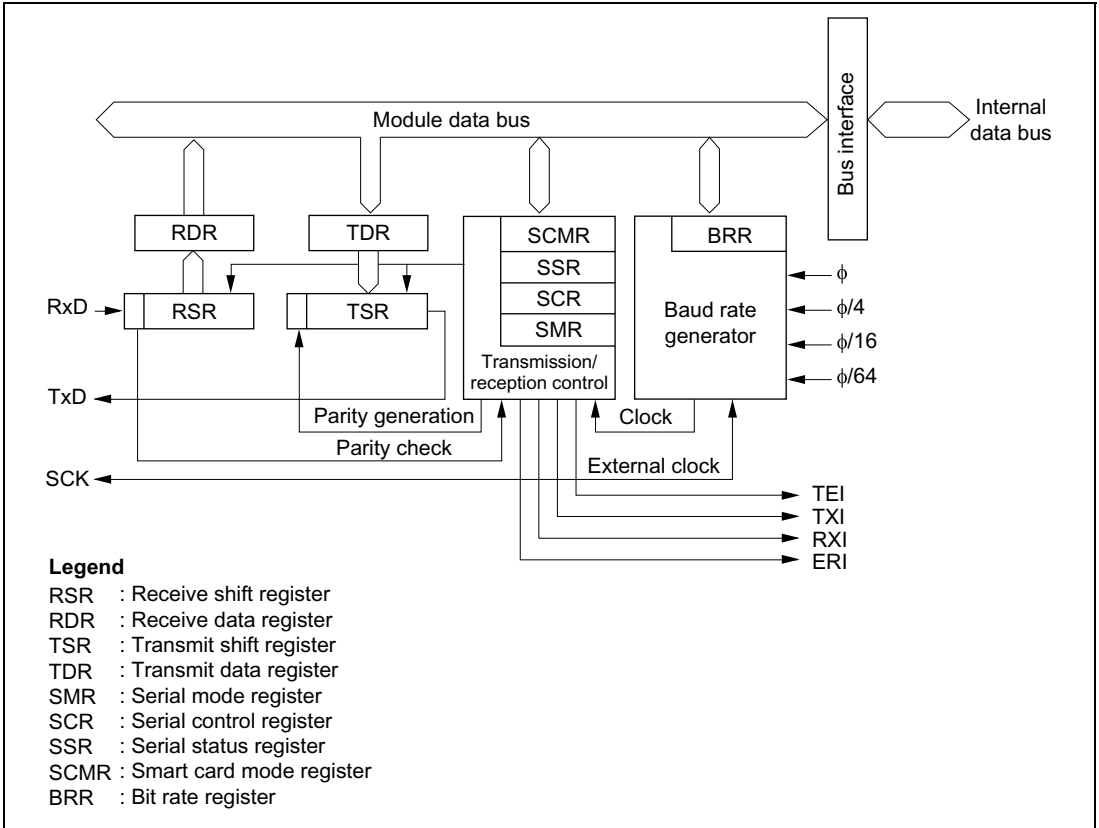 Bus interface
Internal
data bus
Module data bus
RDR
TDR
SCMR
SSR
SCR
SMR
Transmission/
reception control
BRR
Baud rate
generator
ϕ
ϕ/4
ϕ/16
ϕ/64
RxD
RSR
TSR
TxD
Parity generation
Clock
Parity check
SCK
External clock
TEI
TXI
RXI
ERI
Legend
RSR : Receive shift register
RDR : Receive data register
TSR : Transmit shift register
TDR : Transmit data register
SMR : Serial mode register
SCR : Serial control register
SSR : Serial status register
SCMR : Smart card mode register
BRR : Bit rate register